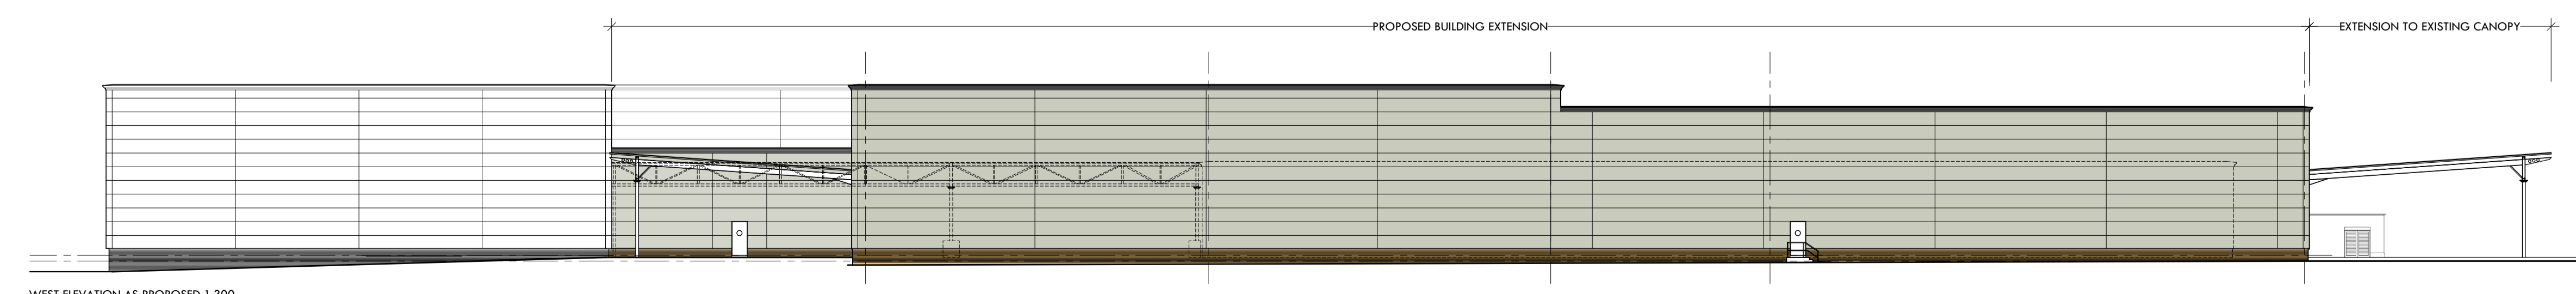 PROPOSED BUILDING EXTENSION
EXTENSION TO EXISTING CANOPY
WEST ELEVATION AS PROPOSED 1-200